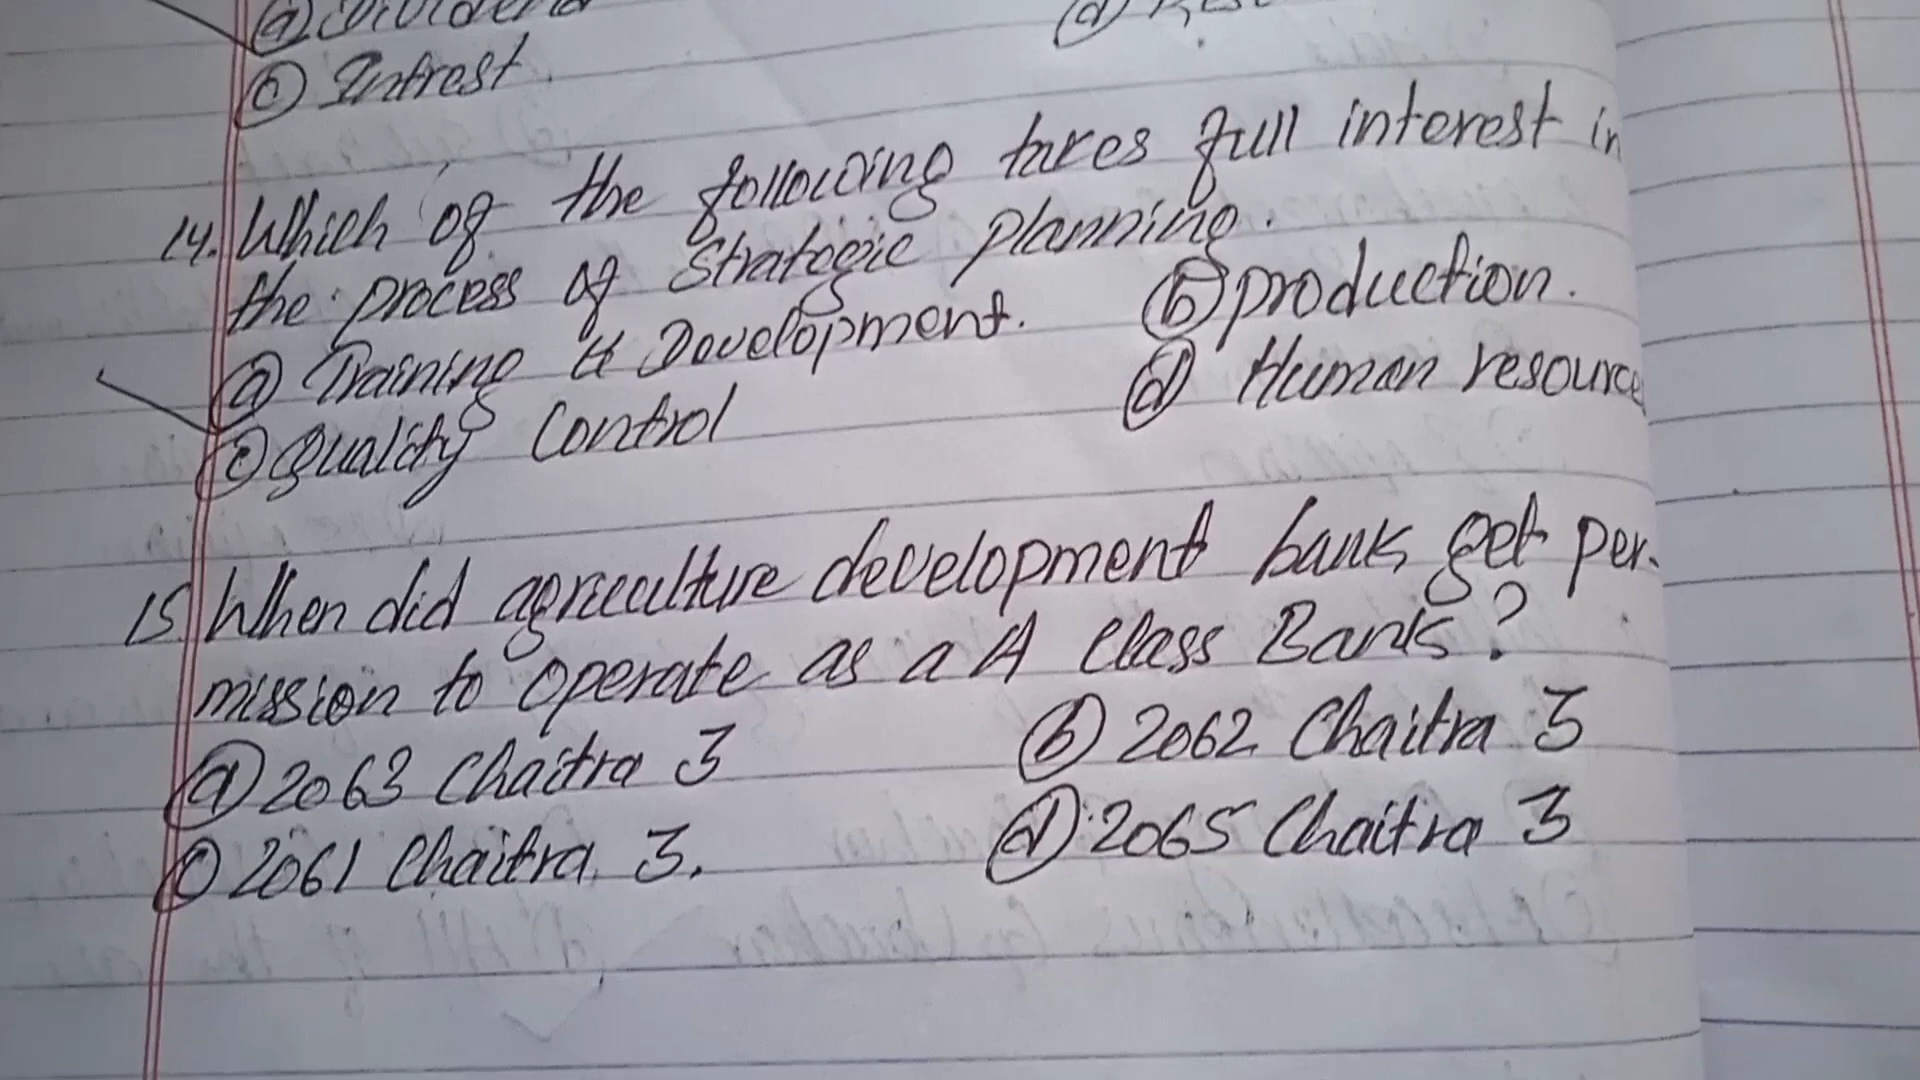 a Dividend
c Intrest.
14. Which of the following takes full interest in
the process of Strategic planning.
a Training & Development. b production.
c Quality Control d Human resource
15. When did agriculture development bank get per-
mission to operate as a A Class Bank?
a 2063 Chaitra 3 b 2062 Chaitra 3
c 2061 Chaitra 3. d 2065 Chaitra 3